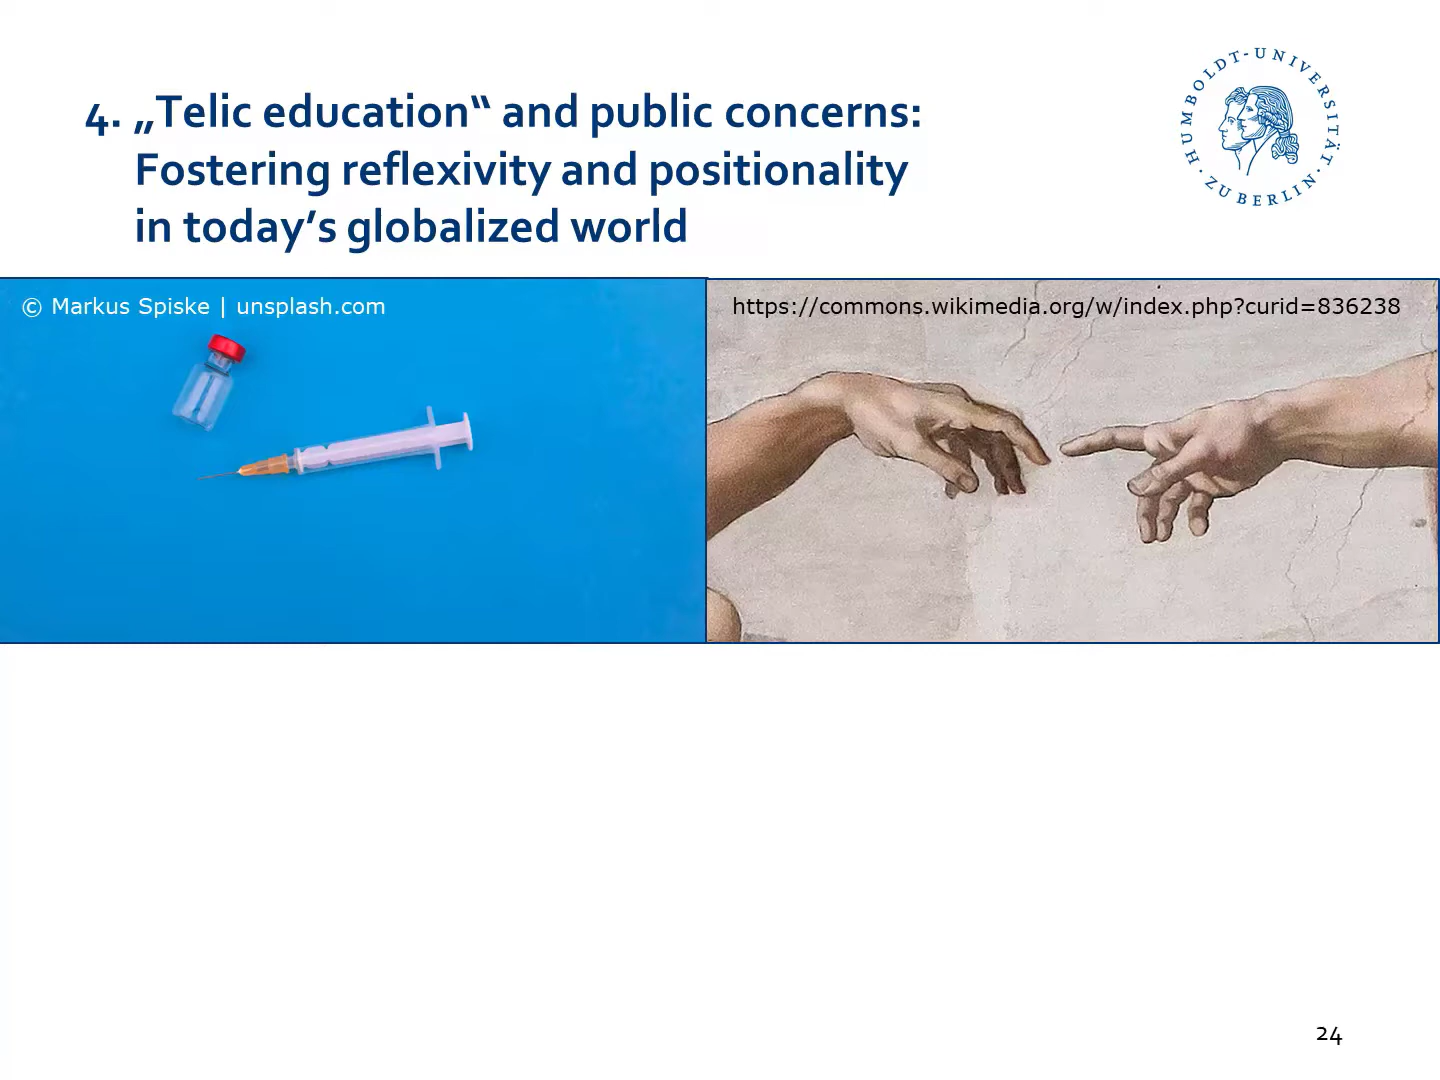 4. „Telic education“ and public concerns:
Fostering reflexivity and positionality
in today’s globalized world
HUMBOLDT-UNIVERSITÄT · ZU BERLIN ·
© Markus Spiske | unsplash.com
https://commons.wikimedia.org/w/index.php?curid=836238
24